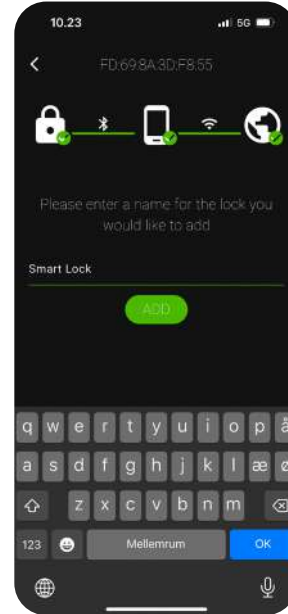 10.23
5G
FD:69:8A:3D:F8:55
Please enter a name for the lock you
would like to add
Smart Lock
ADD
q w e r t y u i o p å
a s d f g h j k l æ ø
z x c v b n m
123 Mellemrum OK